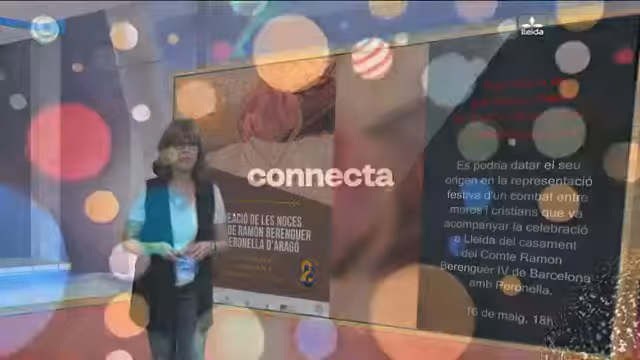 lleida
connecta
EACIÓ DE LES NOCES
DE RAMON BERENGUER
ERONELLA D'ARAGÓ
Es podria datar el seu
origen en la representació
festiva d'un combat entre
moros i cristians que va
acompanyar la celebració
a Lleida del casament
del Comte Ramon
Berenguer IV de Barcelona
amb Peronella.
16 de maig, 18h